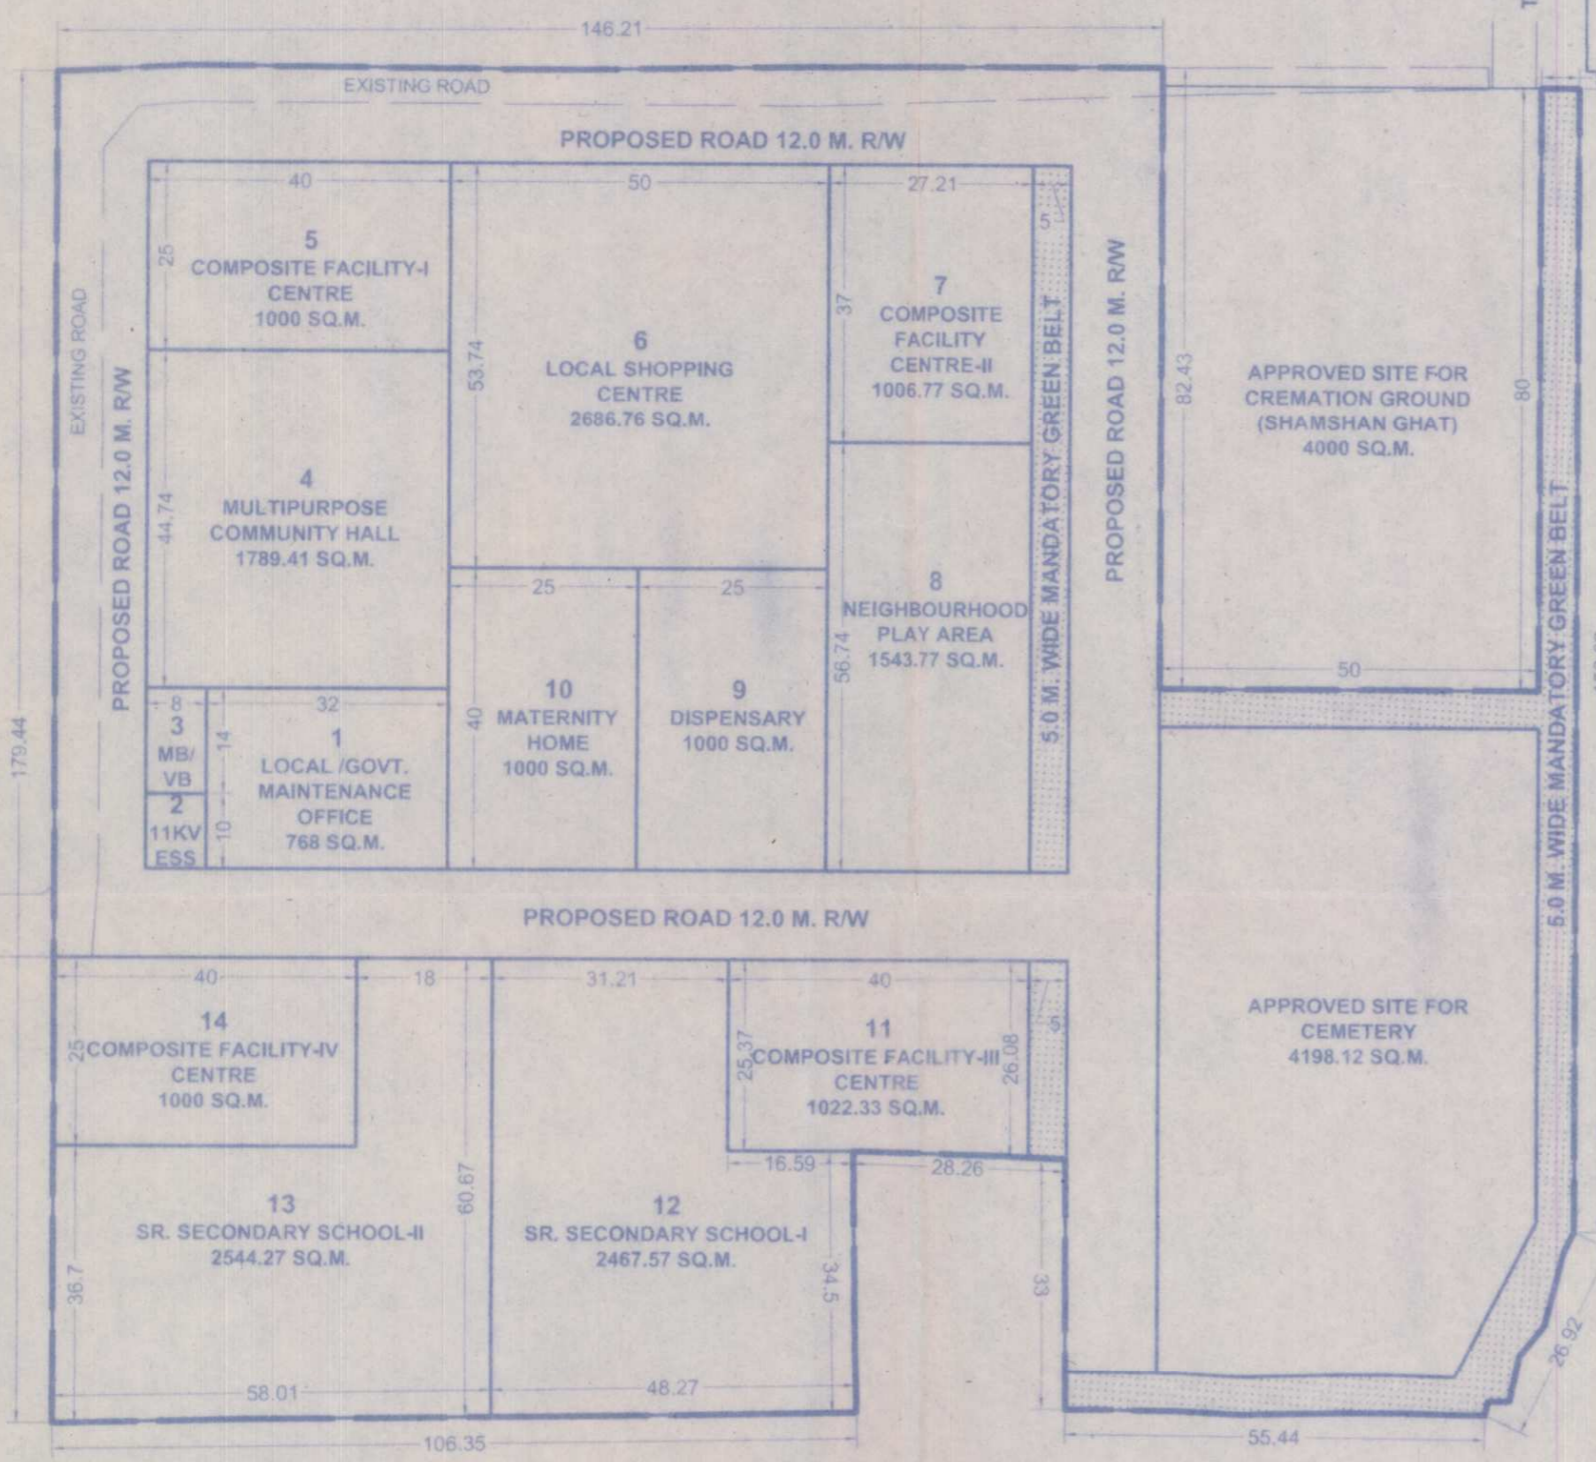 146.21
EXISTING ROAD
PROPOSED ROAD 12.0 M. R/W
40
50
27.21
5
25
5
COMPOSITE FACILITY-I
CENTRE
1000 SQ.M.
53.74
6
LOCAL SHOPPING
CENTRE
2686.76 SQ.M.
37
7
COMPOSITE
FACILITY
CENTRE-II
1006.77 SQ.M.
5.0 M. WIDE MANDATORY GREEN BELT
PROPOSED ROAD 12.0 M. R/W
82.43
APPROVED SITE FOR
CREMATION GROUND
(SHAMSHAN GHAT)
4000 SQ.M.
80
50
5.0 M. WIDE MANDATORY GREEN BELT
EXISTING ROAD
PROPOSED ROAD 12.0 M. R/W
179.44
44.74
4
MULTIPURPOSE
COMMUNITY HALL
1789.41 SQ.M.
25
25
56.74
8
NEIGHBOURHOOD
PLAY AREA
1543.77 SQ.M.
8
3
MB/
VB
2
11KV
ESS
32
14
10
1
LOCAL /GOVT.
MAINTENANCE
OFFICE
768 SQ.M.
40
10
MATERNITY
HOME
1000 SQ.M.
9
DISPENSARY
1000 SQ.M.
PROPOSED ROAD 12.0 M. R/W
40
18
31.21
40
5
25
14
COMPOSITE FACILITY-IV
CENTRE
1000 SQ.M.
25.37
11
COMPOSITE FACILITY-III
CENTRE
1022.33 SQ.M.
26.08
APPROVED SITE FOR
CEMETERY
4198.12 SQ.M.
16.59
28.26
36.7
13
SR. SECONDARY SCHOOL-II
2544.27 SQ.M.
60.67
12
SR. SECONDARY SCHOOL-I
2467.57 SQ.M.
34.5
33
58.01
48.27
26.92
106.35
55.44